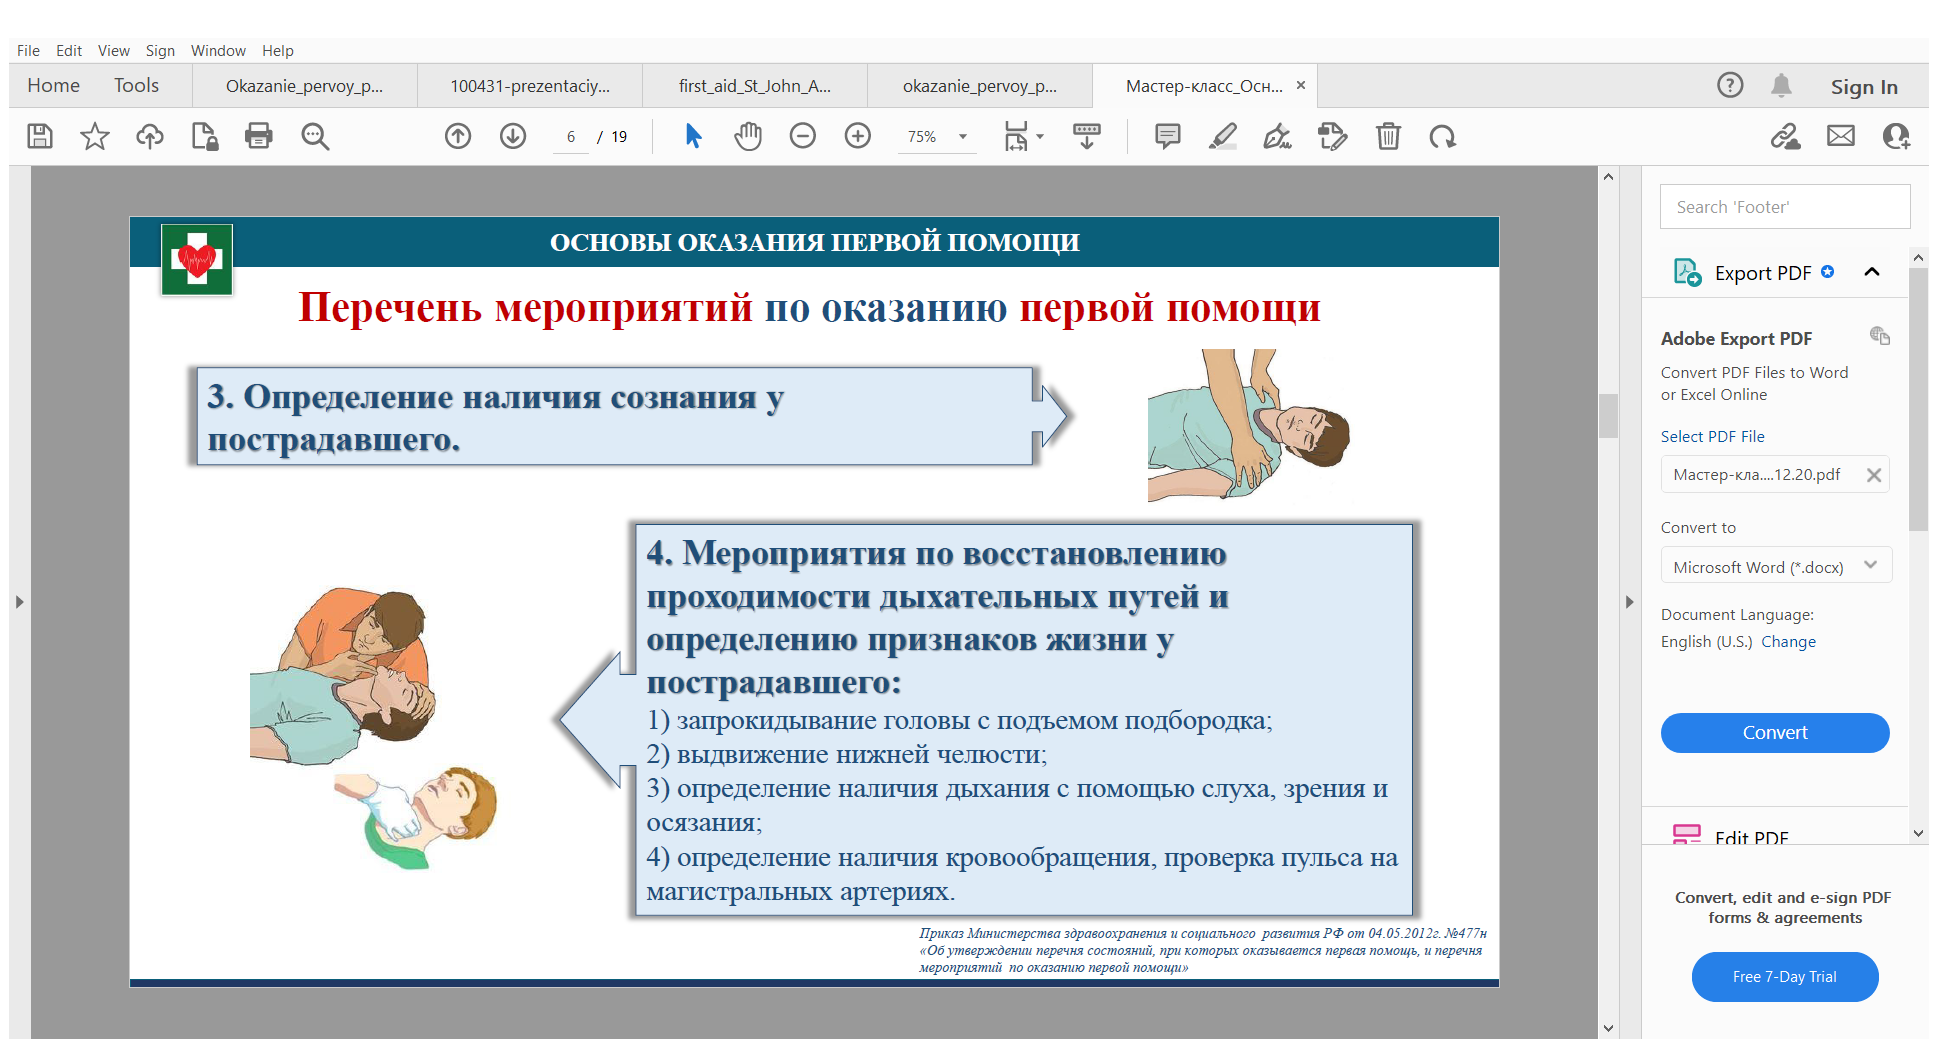 File Edit View Sign Window Help
Home Tools Okazanie_pervoy_p... 100431-prezentaciy... first_aid_St_John_A... okazanie_pervoy_p... Мастер-класс_Осн... × Sign In
6 / 19 75%
ОСНОВЫ ОКАЗАНИЯ ПЕРВОЙ ПОМОЩИ
Перечень мероприятий по оказанию первой помощи
3. Определение наличия сознания у
пострадавшего.
4. Мероприятия по восстановлению
проходимости дыхательных путей и
определению признаков жизни у
пострадавшего:
1) запрокидывание головы с подъемом подбородка;
2) выдвижение нижней челюсти;
3) определение наличия дыхания с помощью слуха, зрения и
осязания;
4) определение наличия кровообращения, проверка пульса на
магистральных артериях.
Приказ Министерства здравоохранения и социального развития РФ от 04.05.2012г. №477н
«Об утверждении перечня состояний, при которых оказывается первая помощь, и перечня
мероприятий по оказанию первой помощи»
Search 'Footer'
Export PDF
Adobe Export PDF
Convert PDF Files to Word
or Excel Online
Select PDF File
Мастер-кла....12.20.pdf
Convert to
Microsoft Word (*.docx)
Document Language:
English (U.S.) Change
Convert
Edit PDF
Convert, edit and e-sign PDF
forms & agreements
Free 7-Day Trial